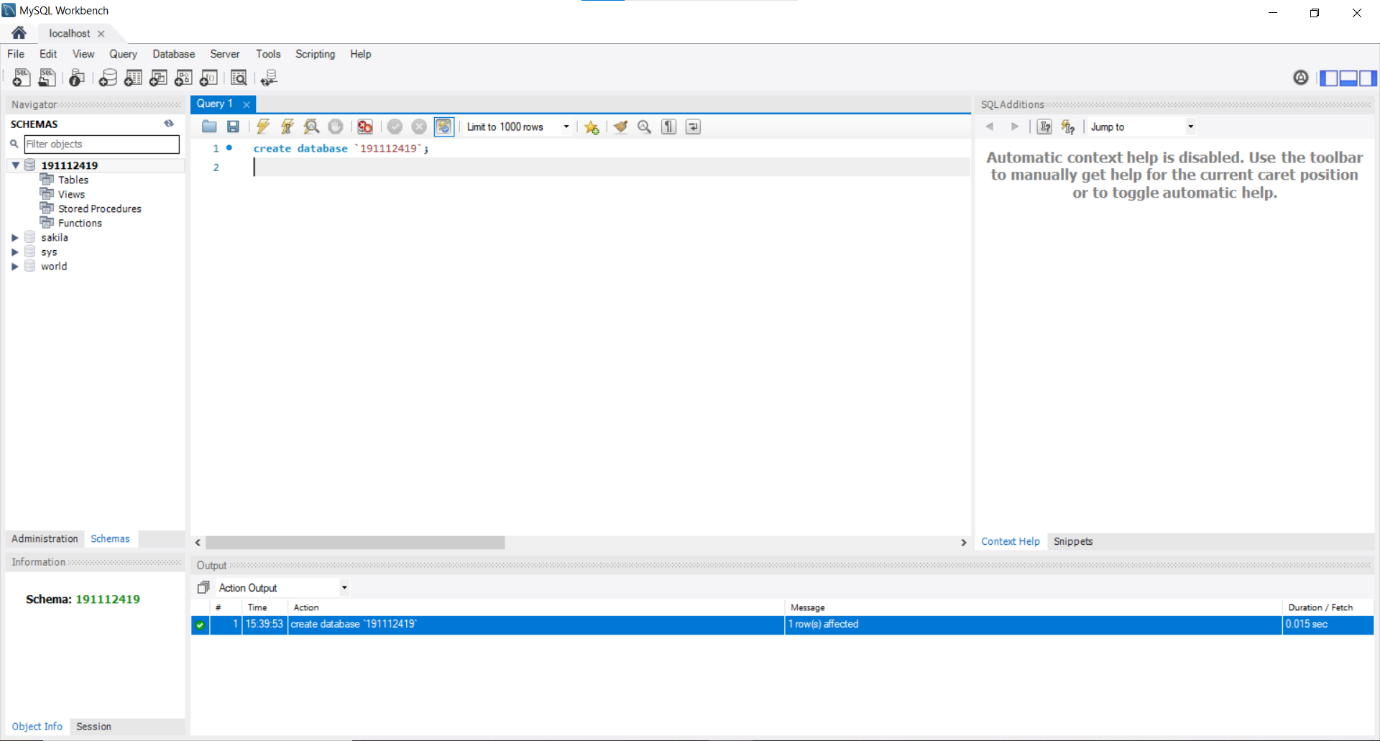 MySQL Workbench
localhost
File Edit View Query Database Server Tools Scripting Help
Navigator
SCHEMAS
Filter objects
191112419
Tables
Views
Stored Procedures
Functions
sakila
sys
world
Administration Schemas
Information
Schema: 191112419
Object Info Session
Query 1
Limit to 1000 rows
1 create database `191112419`;
2
Output
Action Output
# Time Action Message Duration / Fetch
1 15:39:53 create database `191112419` 1 row(s) affected 0.015 sec
SQLAdditions
Jump to
Automatic context help is disabled. Use the toolbar
to manually get help for the current caret position
or to toggle automatic help.
Context Help Snippets